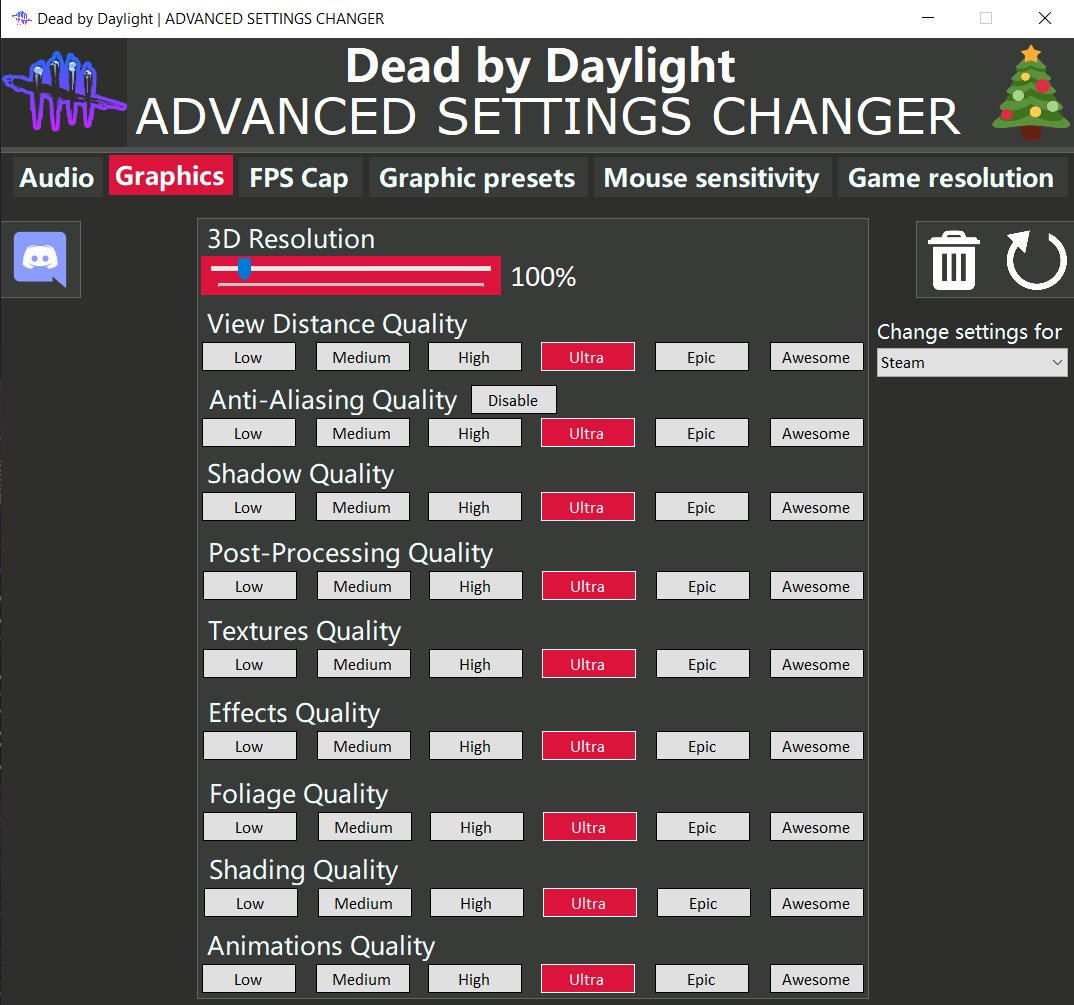 Dead by Daylight | ADVANCED SETTINGS CHANGER
Dead by Daylight
ADVANCED SETTINGS CHANGER
Audio Graphics FPS Cap Graphic presets Mouse sensitivity Game resolution
3D Resolution
100%
Change settings for
Steam
View Distance Quality
Low Medium High Ultra Epic Awesome
Anti-Aliasing Quality Disable
Low Medium High Ultra Epic Awesome
Shadow Quality
Low Medium High Ultra Epic Awesome
Post-Processing Quality
Low Medium High Ultra Epic Awesome
Textures Quality
Low Medium High Ultra Epic Awesome
Effects Quality
Low Medium High Ultra Epic Awesome
Foliage Quality
Low Medium High Ultra Epic Awesome
Shading Quality
Low Medium High Ultra Epic Awesome
Animations Quality
Low Medium High Ultra Epic Awesome